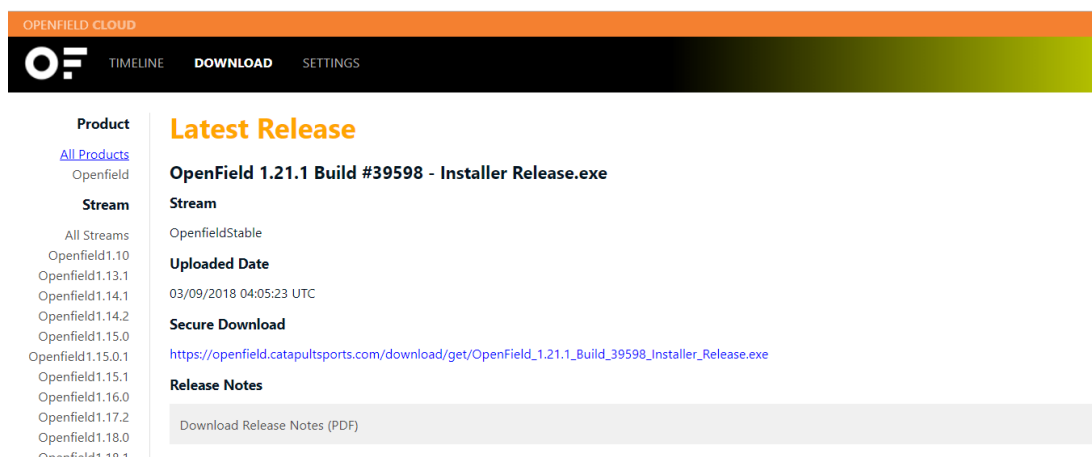 OPENFIELD CLOUD
OF TIMELINE DOWNLOAD SETTINGS
Product
All Products
Openfield
Stream
All Streams
Openfield1.10
Openfield1.13.1
Openfield1.14.1
Openfield1.14.2
Openfield1.15.0
Openfield1.15.0.1
Openfield1.15.1
Openfield1.16.0
Openfield1.17.2
Openfield1.18.0
Openfield1.18.1
Latest Release
OpenField 1.21.1 Build #39598 - Installer Release.exe
Stream
OpenfieldStable
Uploaded Date
03/09/2018 04:05:23 UTC
Secure Download
https://openfield.catapultsports.com/download/get/OpenField_1.21.1_Build_39598_Installer_Release.exe
Release Notes
Download Release Notes (PDF)